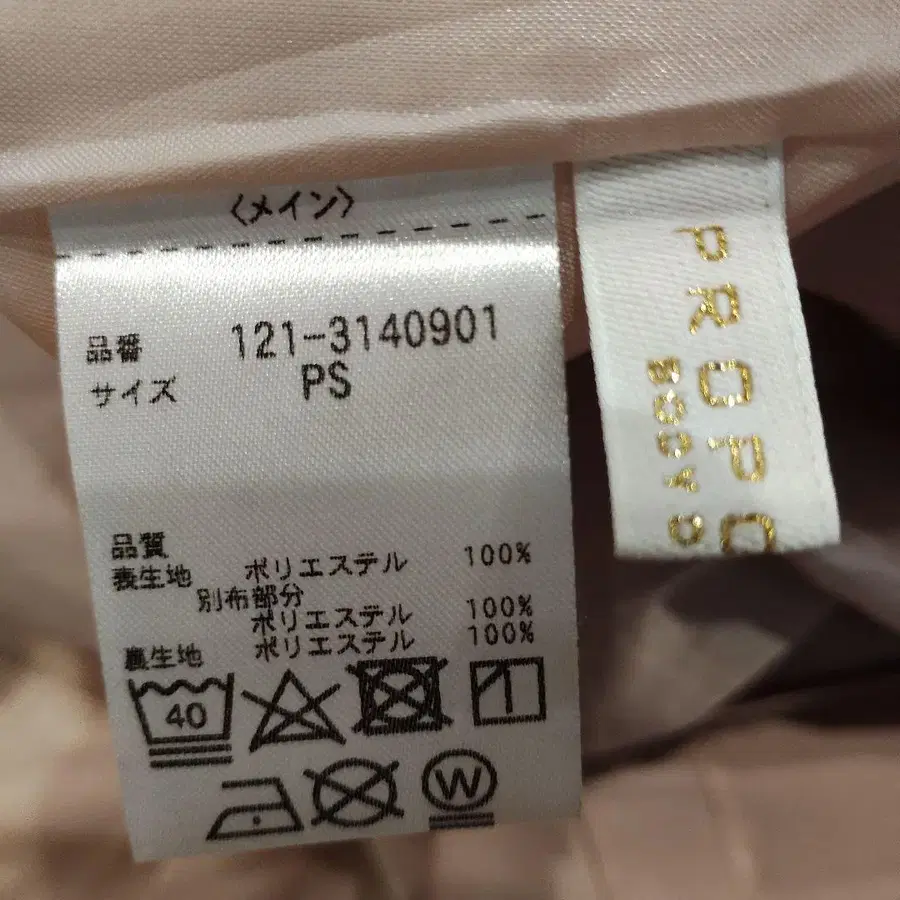 〈メイン〉
品番 121-3140901
サイズ PS
品質
表生地 ポリエステル 100%
別布部分
ポリエステル 100%
裏生地 ポリエステル 100%
40
W
PROPO
BODY D